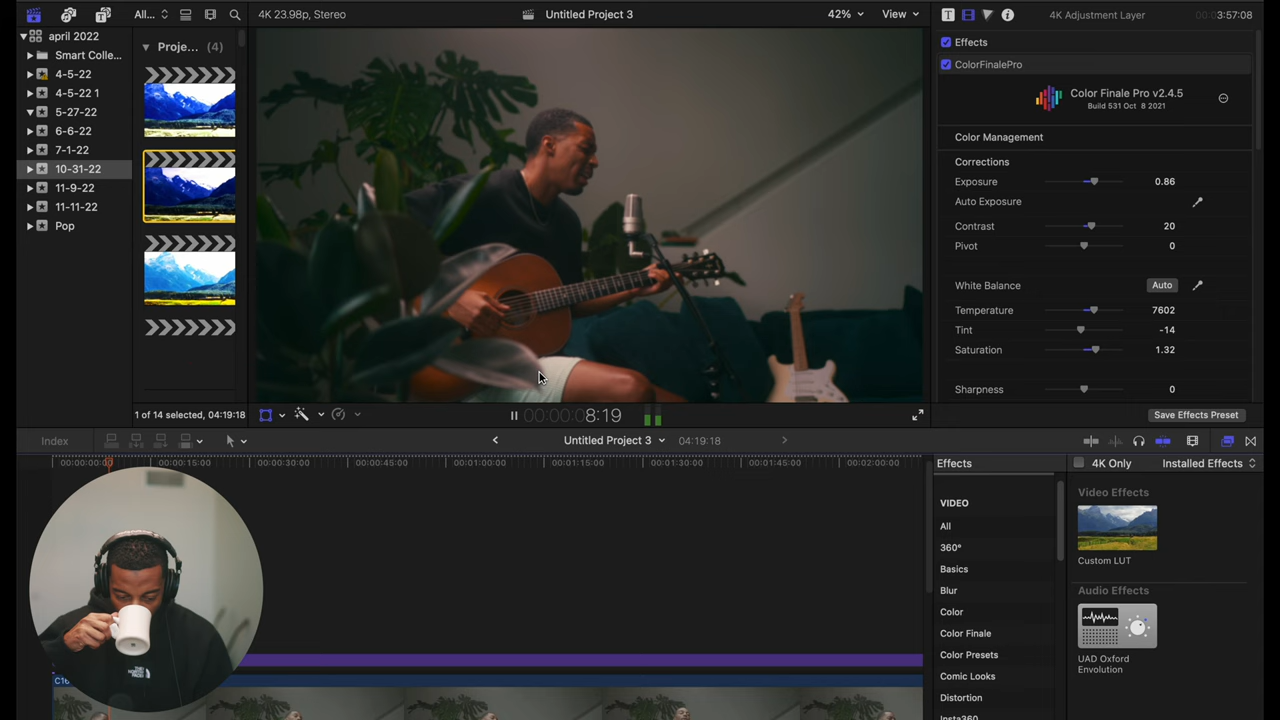 All...
4K 23.98p, Stereo
Untitled Project 3
42%
View
4K Adjustment Layer
3:57:08
april 2022
Smart Colle...
4-5-22
4-5-22 1
5-27-22
6-6-22
7-1-22
10-31-22
11-9-22
11-11-22
Pop
Proje... (4)
1 of 14 selected, 04:19:18
00:00:08:19
Effects
ColorFinalePro
Color Finale Pro v2.4.5
Build 531 Oct 8 2021
Color Management
Corrections
Exposure 0.86
Auto Exposure
Contrast 20
Pivot 0
White Balance Auto
Temperature 7602
Tint -14
Saturation 1.32
Sharpness 0
Save Effects Preset
Index
Untitled Project 3
04:19:18
00:00:00:00 00:00:15:00 00:00:30:00 00:00:45:00 00:01:00:00 00:01:15:00 00:01:30:00 00:01:45:00 00:02:00:00
Effects
4K Only
Installed Effects
VIDEO
All
360°
Basics
Blur
Color
Color Finale
Color Presets
Comic Looks
Distortion
Insta360
Video Effects
Custom LUT
Audio Effects
UAD Oxford
Envolution
THE
NORTH
FACE